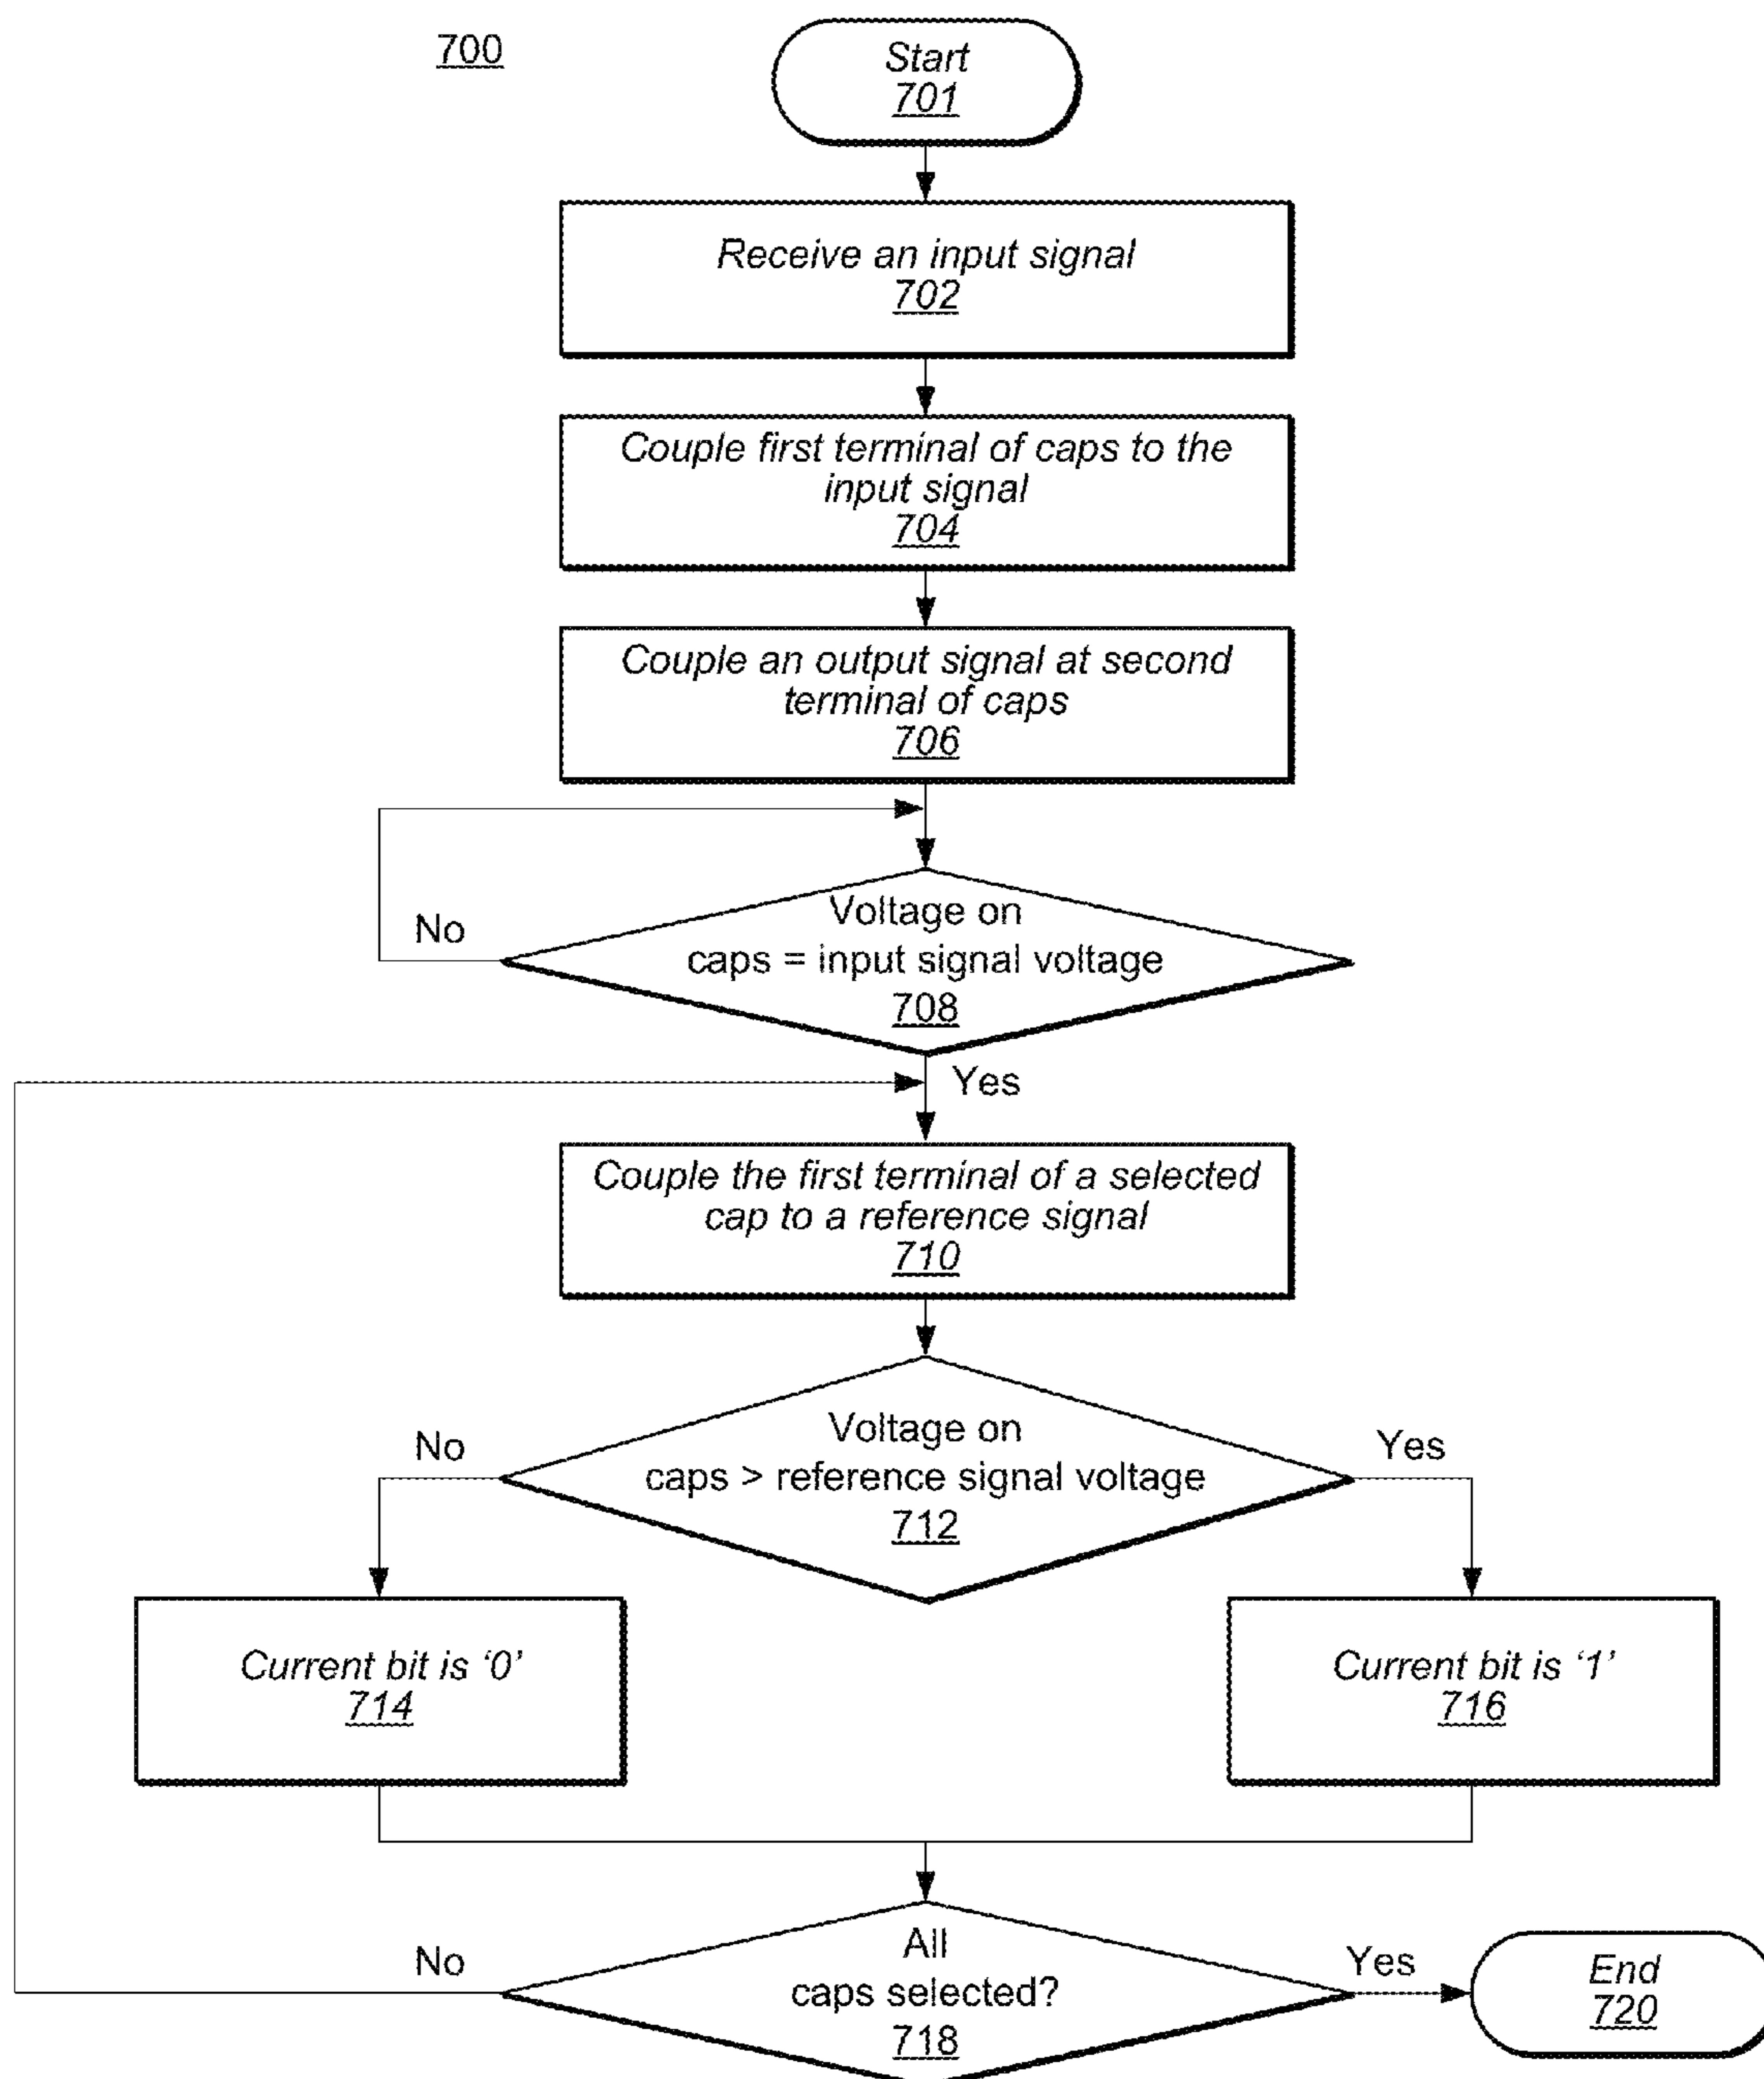 700
Start
701
Receive an input signal
702
Couple first terminal of caps to the
input signal
704
Couple an output signal at second
terminal of caps
706
Voltage on
caps = input signal voltage
708
No
Yes
Couple the first terminal of a selected
cap to a reference signal
710
Voltage on
caps > reference signal voltage
712
No
Yes
Current bit is ‘0’
714
Current bit is ‘1’
716
All
caps selected?
718
No
Yes
End
720